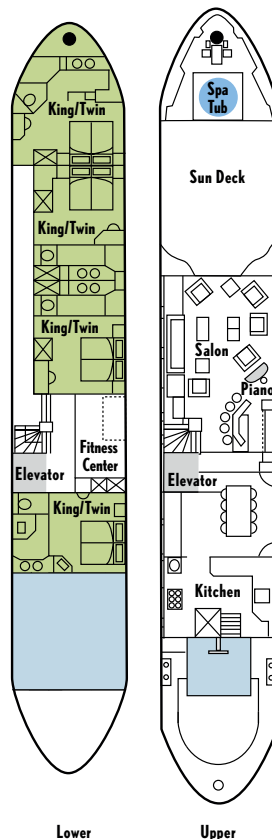 King/Twin
King/Twin
King/Twin
Fitness
Center
Elevator
King/Twin
Lower
Spa
Tub
Sun Deck
Salon
Piano
Elevator
Kitchen
Upper